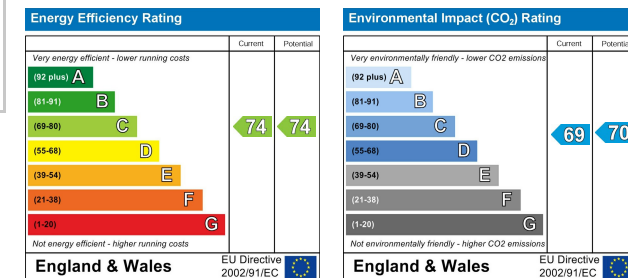 Energy Efficiency Rating
Current Potential
Very energy efficient - lower running costs
(92 plus) A
(81-91) B
(69-80) C
74 74
(55-68) D
(39-54) E
(21-38) F
(1-20) G
Not energy efficient - higher running costs
England & Wales
EU Directive
2002/91/EC
Environmental Impact (CO₂) Rating
Current Potential
Very environmentally friendly - lower CO2 emissions
(92 plus) A
(81-91) B
(69-80) C
69 70
(55-68) D
(39-54) E
(21-38) F
(1-20) G
Not environmentally friendly - higher CO2 emissions
England & Wales
EU Directive
2002/91/EC